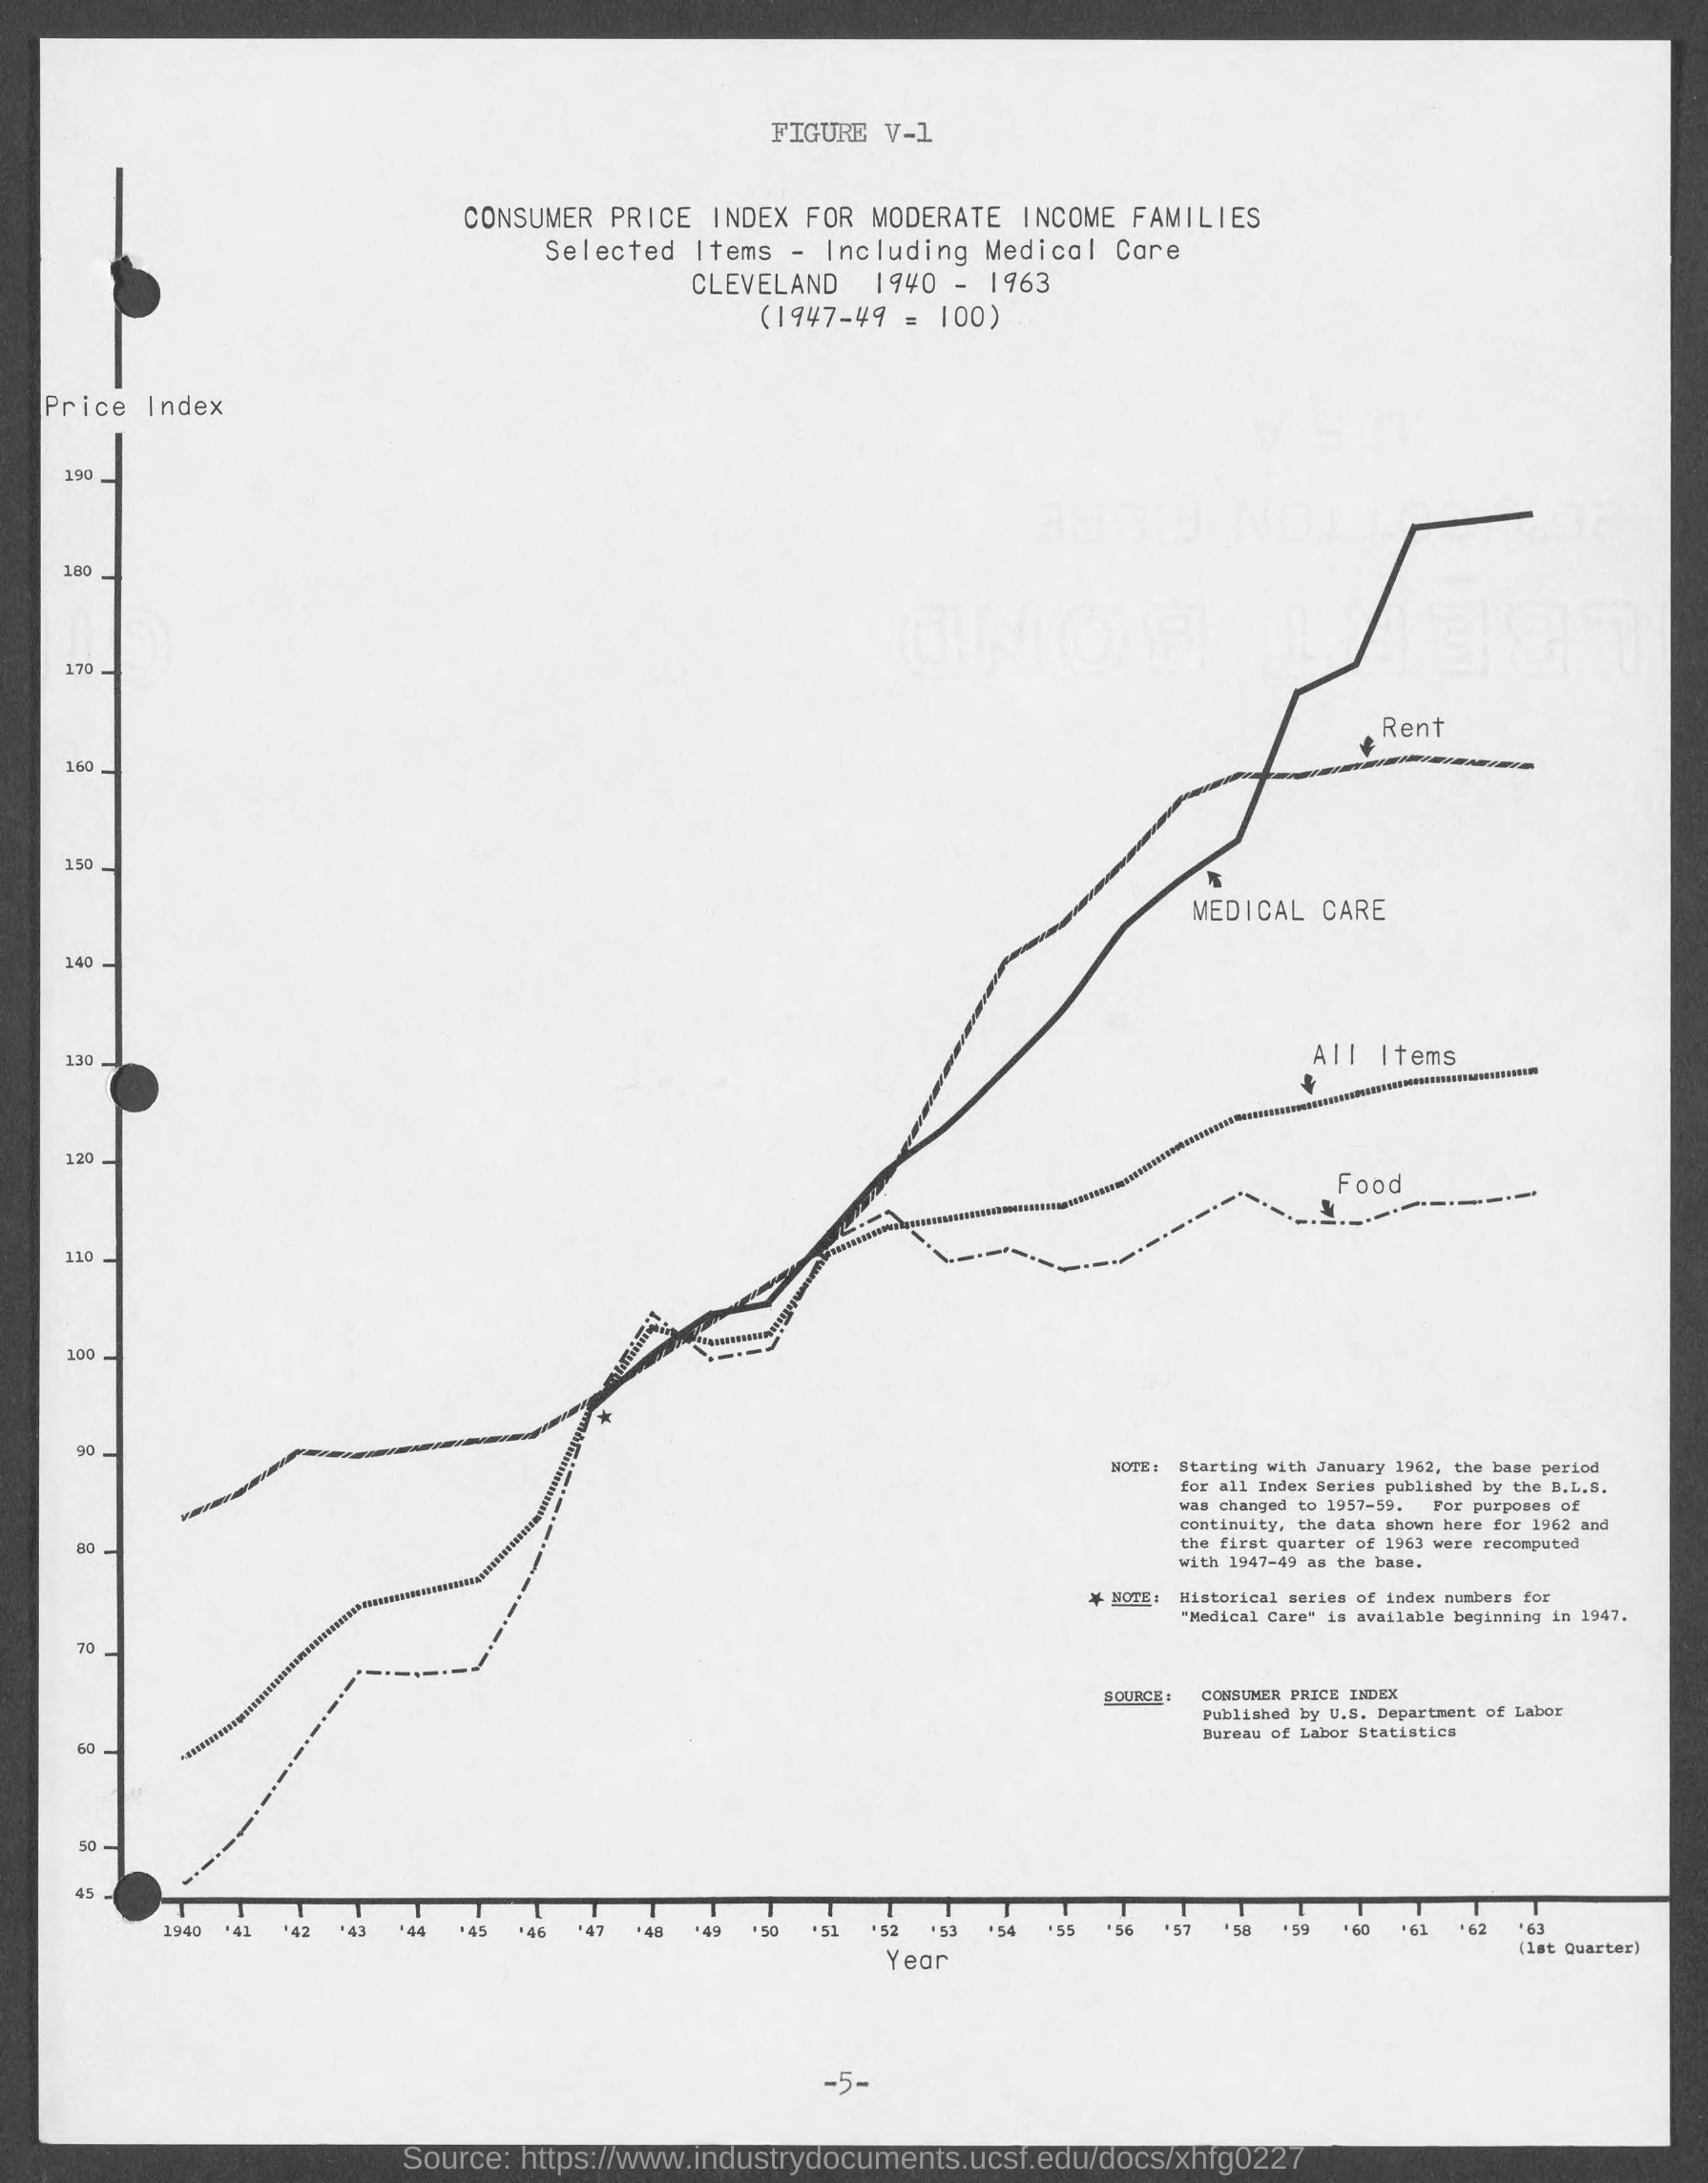 FIGURE V-1
CONSUMER PRICE INDEX FOR MODERATE INCOME FAMILIES
Selected Items - Including Medical Care
CLEVELAND 1940 - 1963
(1947-49 = 100)
Price Index
190
180
170
160
150
140
130
120
110
100
90
80
70
60
50
45
Rent
MEDICAL CARE
All Items
Food
★
NOTE: Starting with January 1962, the base period
for all Index Series published by the B.L.S.
was changed to 1957-59. For purposes of
continuity, the data shown here for 1962 and
the first quarter of 1963 were recomputed
with 1947-49 as the base.
★ NOTE: Historical series of index numbers for
"Medical Care" is available beginning in 1947.
SOURCE: CONSUMER PRICE INDEX
Published by U.S. Department of Labor
Bureau of Labor Statistics
1940 '41 '42 '43 '44 '45 '46 '47 '48 '49 '50 '51 '52 '53 '54 '55 '56 '57 '58 '59 '60 '61 '62 '63
(1st Quarter)
Year
-5-
Source: https://www.industrydocuments.ucsf.edu/docs/xhfg0227